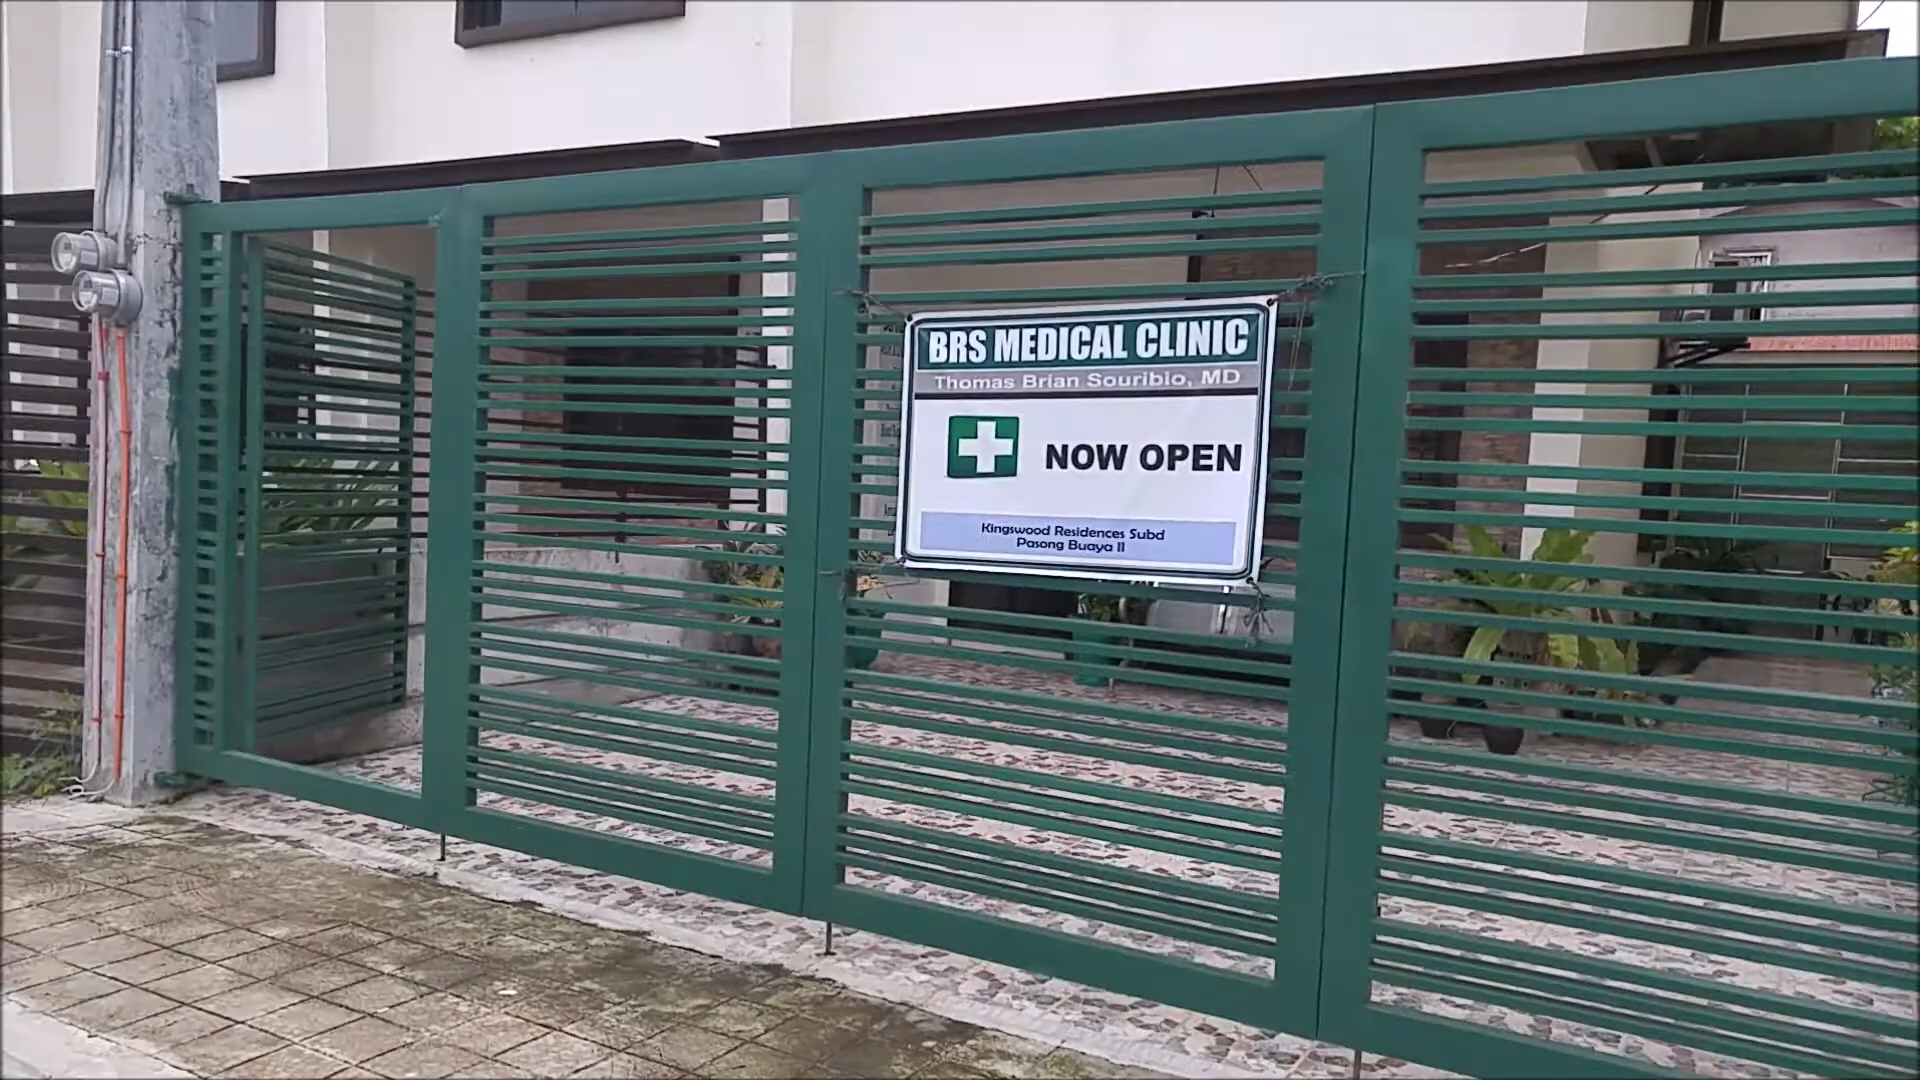 BRS MEDICAL CLINIC
Thomas Brian Souribio, MD
NOW OPEN
Kingswood Residences Subd
Pasong Buaya II